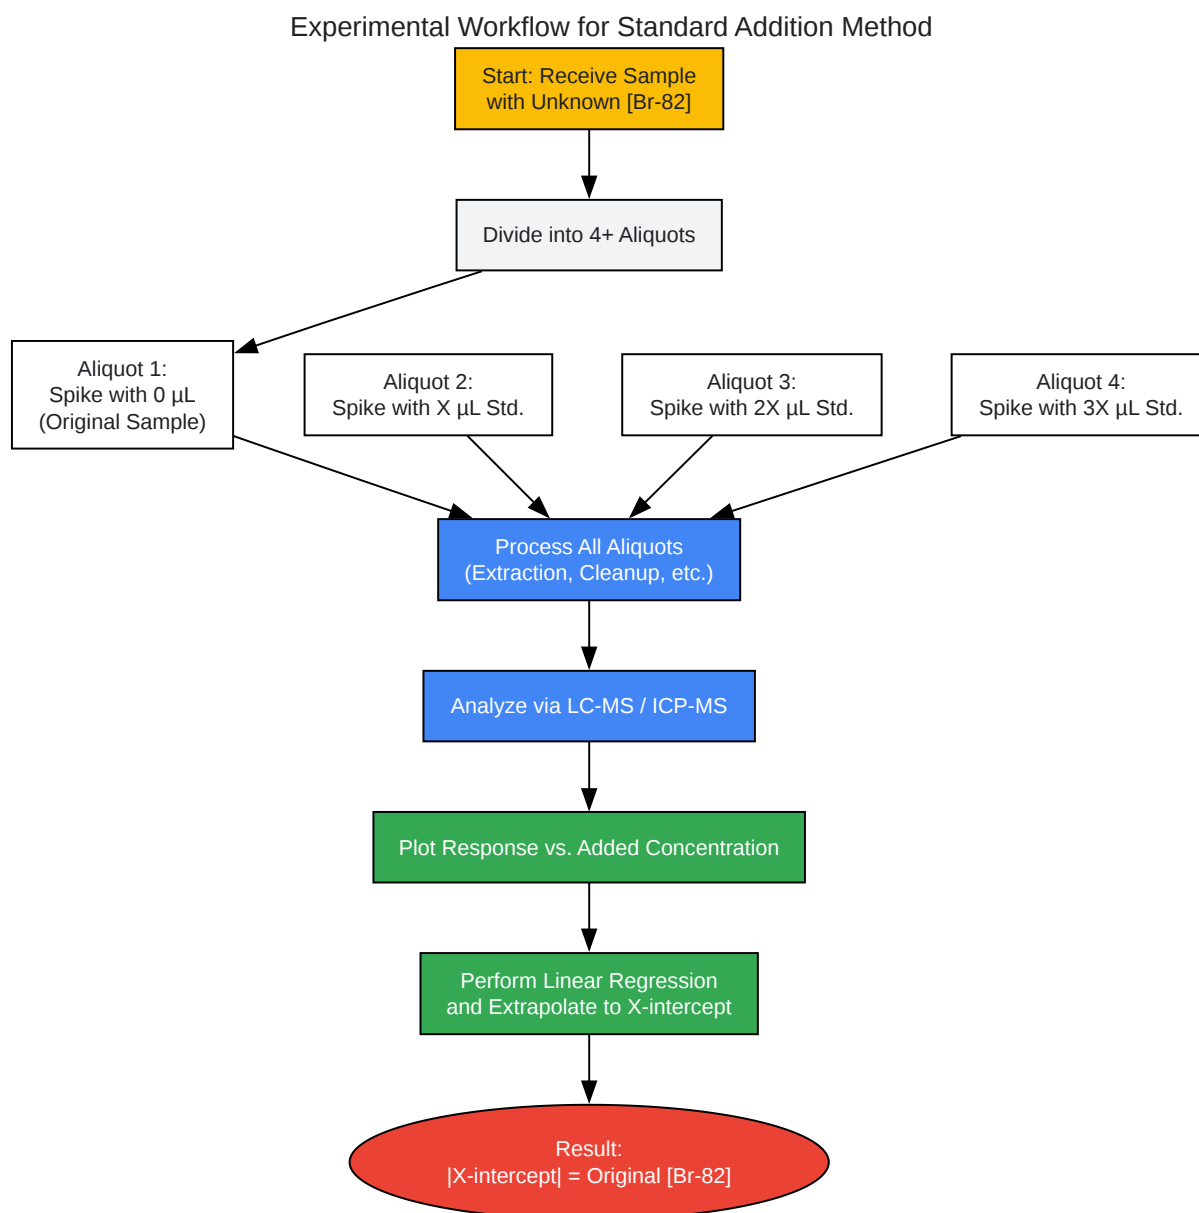 Experimental Workflow for Standard Addition Method
Start: Receive Sample
with Unknown [Br-82]
Divide into 4+ Aliquots
Aliquot 1:
Spike with 0 µL
(Original Sample)
Aliquot 2:
Spike with X µL Std.
Aliquot 3:
Spike with 2X µL Std.
Aliquot 4:
Spike with 3X µL Std.
Process All Aliquots
(Extraction, Cleanup, etc.)
Analyze via LC-MS / ICP-MS
Plot Response vs. Added Concentration
Perform Linear Regression
and Extrapolate to X-intercept
Result:
|X-intercept| = Original [Br-82]